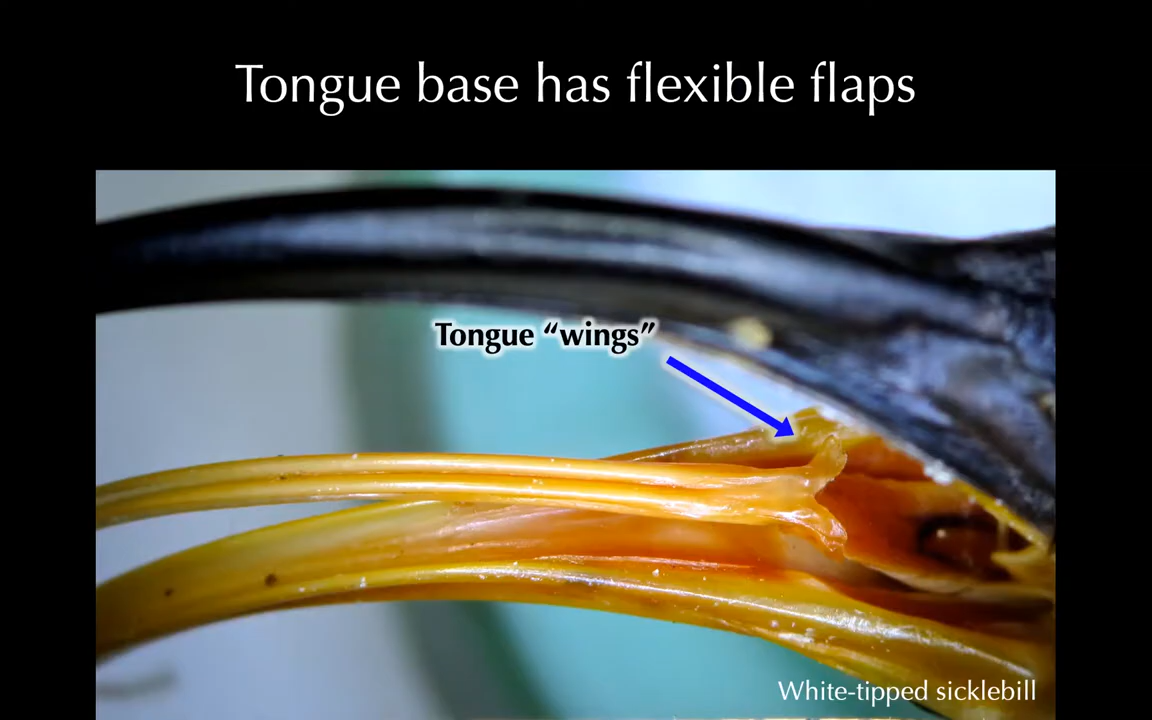 Tongue base has flexible flaps
Tongue “wings”
White-tipped sicklebill